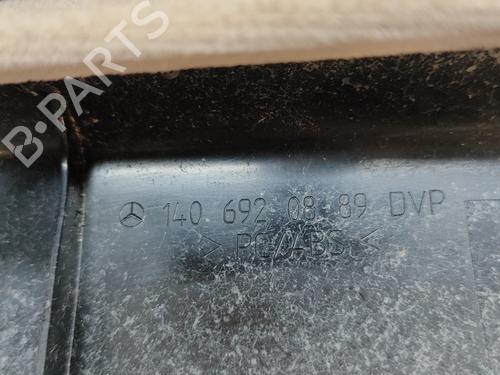 B-PARTS
140 692 08 89 DVP
> PC/ABS <